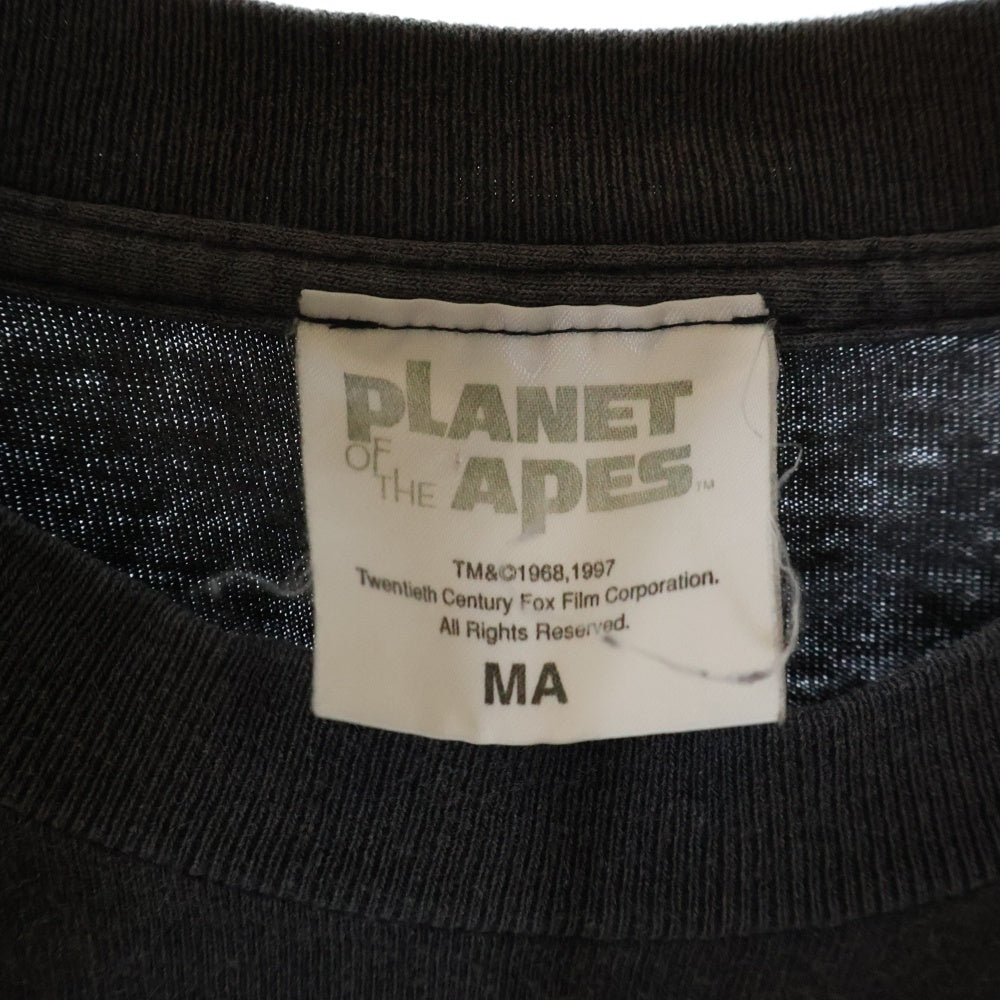 PLANET
OF
THE APES™
TM&©1968,1997
Twentieth Century Fox Film Corporation.
All Rights Reserved.
MA